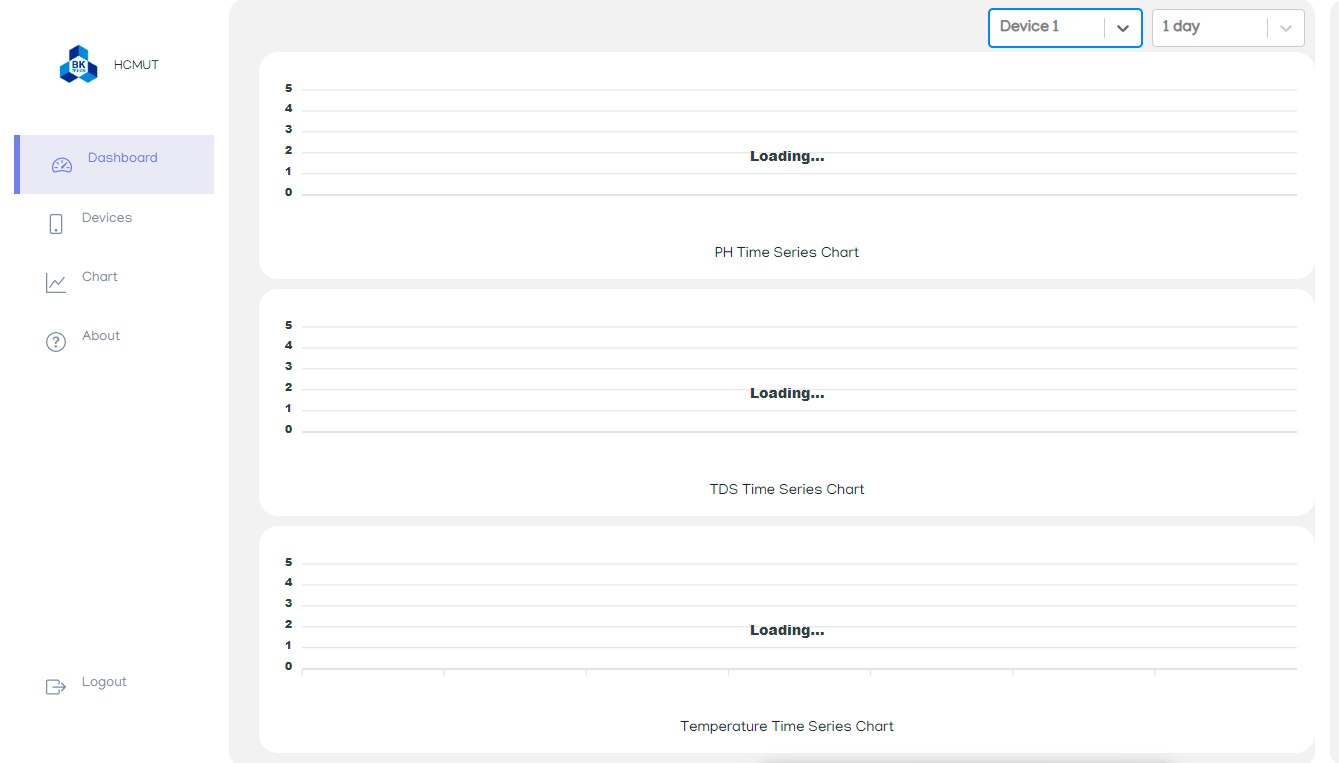 BK
TP.HCM
HCMUT
Dashboard
Devices
Chart
About
Logout
Device 1
1 day
5
4
3
2
1
0
Loading...
PH Time Series Chart
5
4
3
2
1
0
Loading...
TDS Time Series Chart
5
4
3
2
1
0
Loading...
Temperature Time Series Chart